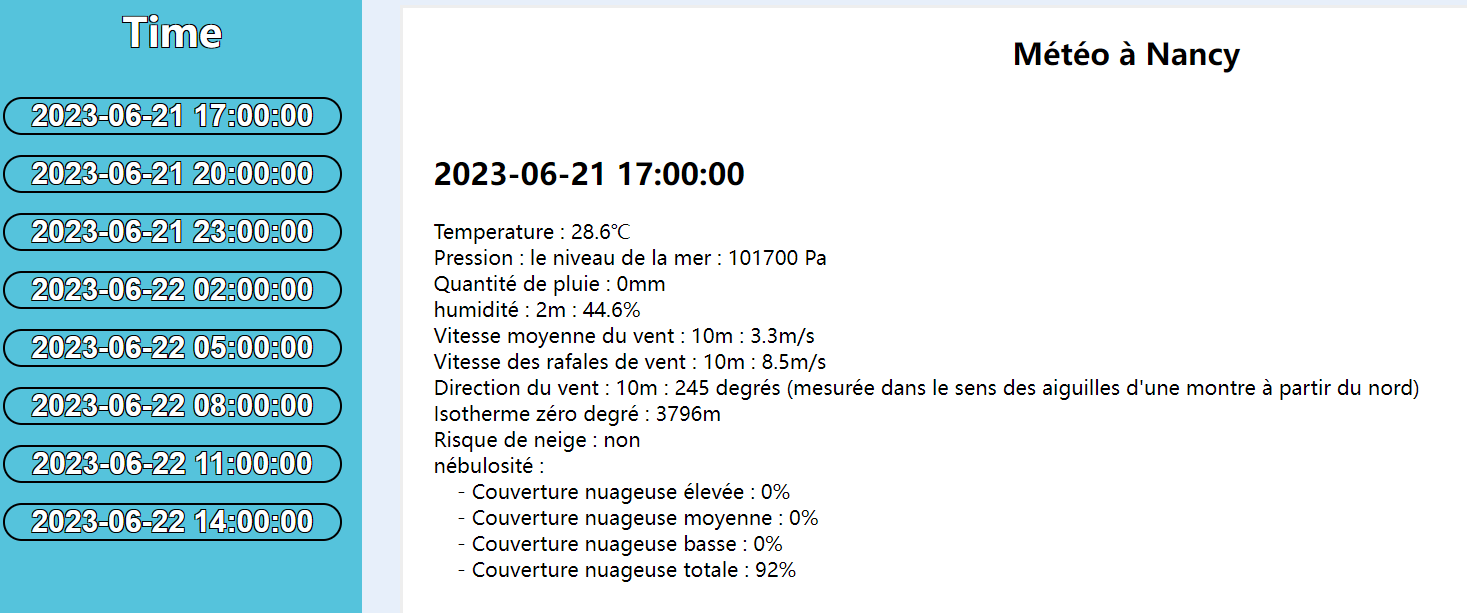 Time
2023-06-21 17:00:00
2023-06-21 20:00:00
2023-06-21 23:00:00
2023-06-22 02:00:00
2023-06-22 05:00:00
2023-06-22 08:00:00
2023-06-22 11:00:00
2023-06-22 14:00:00
Météo à Nancy
2023-06-21 17:00:00
Temperature : 28.6℃
Pression : le niveau de la mer : 101700 Pa
Quantité de pluie : 0mm
humidité : 2m : 44.6%
Vitesse moyenne du vent : 10m : 3.3m/s
Vitesse des rafales de vent : 10m : 8.5m/s
Direction du vent : 10m : 245 degrés (mesurée dans le sens des aiguilles d'une montre à partir du nord)
Isotherme zéro degré : 3796m
Risque de neige : non
nébulosité :
- Couverture nuageuse élevée : 0%
- Couverture nuageuse moyenne : 0%
- Couverture nuageuse basse : 0%
- Couverture nuageuse totale : 92%